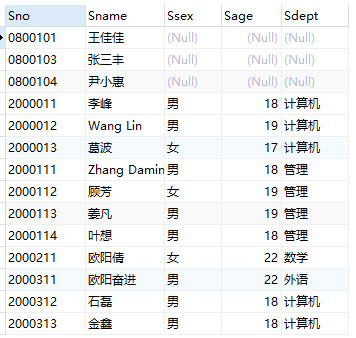 Sno Sname Ssex Sage Sdept
0800101 王佳佳 (Null) (Null) (Null)
0800103 张三丰 (Null) (Null) (Null)
0800104 尹小惠 (Null) (Null) (Null)
2000011 李峰 男 18 计算机
2000012 Wang Lin 男 19 计算机
2000013 葛波 女 17 计算机
2000111 Zhang Damin 男 18 管理
2000112 顾芳 女 19 管理
2000113 姜凡 男 19 管理
2000114 叶想 男 18 管理
2000211 欧阳倩 女 22 数学
2000311 欧阳奋进 男 22 外语
2000312 石磊 男 18 计算机
2000313 金鑫 男 18 计算机